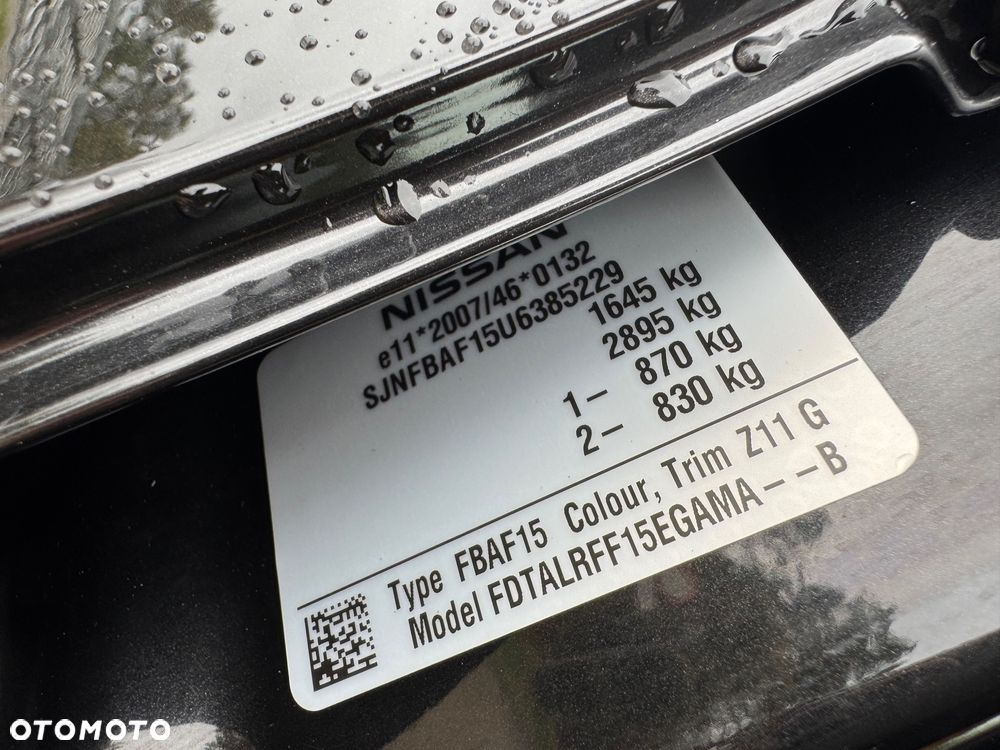 NISSAN
e11*2007/46*0132
SJNFBAF15U6385229
1645 kg
2895 kg
1- 870 kg
2- 830 kg
Type FBAF15 Colour, Trim Z11 G
Model FDTALRFF15EGAMA- -B
OTOMOTO